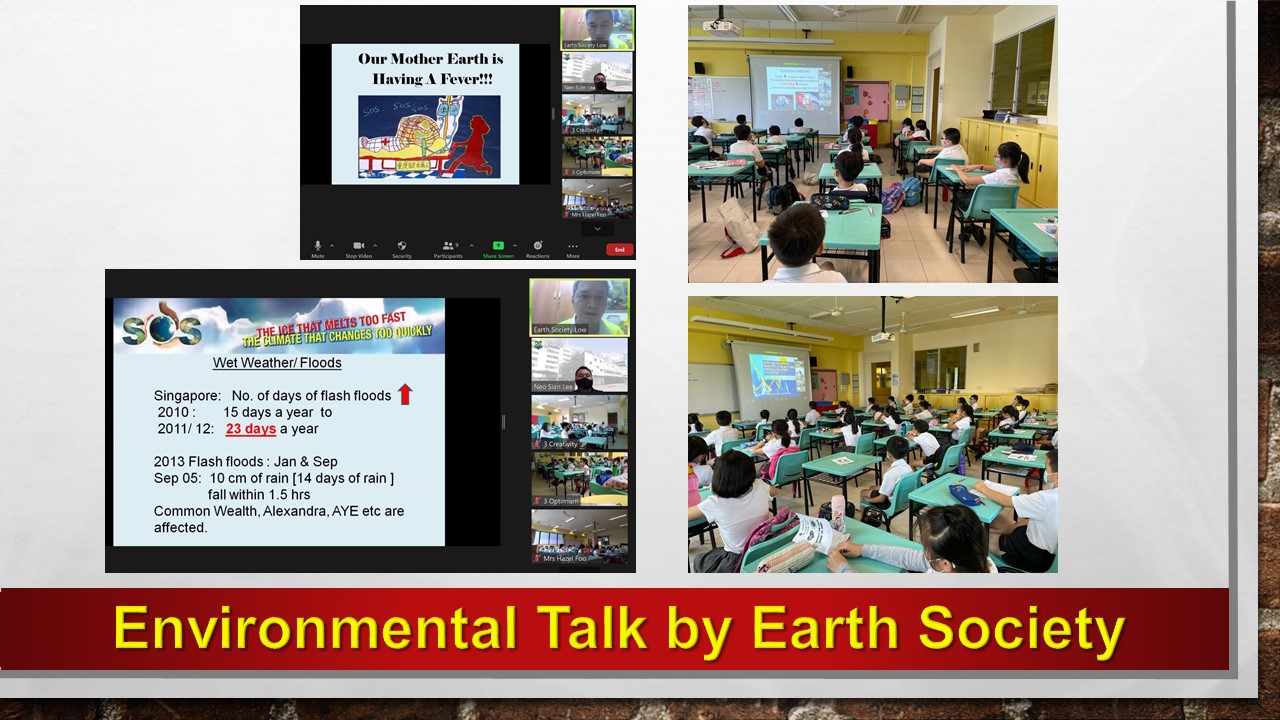 Our Mother Earth is
Having A Fever!!!
SOS. SOS SOS
Earth Society Low
Neo Sian Lee
3 Creativity
3 Optimism
Mrs Hazel Foo
Mute
Stop Video
Security
Participants
9
Share Screen
Reactions
More
End
SOS
THE ICE THAT MELTS TOO FAST
THE CLIMATE THAT CHANGES TOO QUICKLY
Wet Weather/ Floods
Singapore: No. of days of flash floods
2010 : 15 days a year to
2011/ 12: 23 days a year
2013 Flash floods : Jan & Sep
Sep 05: 10 cm of rain [14 days of rain ]
fall within 1.5 hrs
Common Wealth, Alexandra, AYE etc are
affected.
Earth Society Low
Neo Sian Lee
3 Creativity
3 Optimism
Mrs Hazel Foo
Environmental Talk by Earth Society